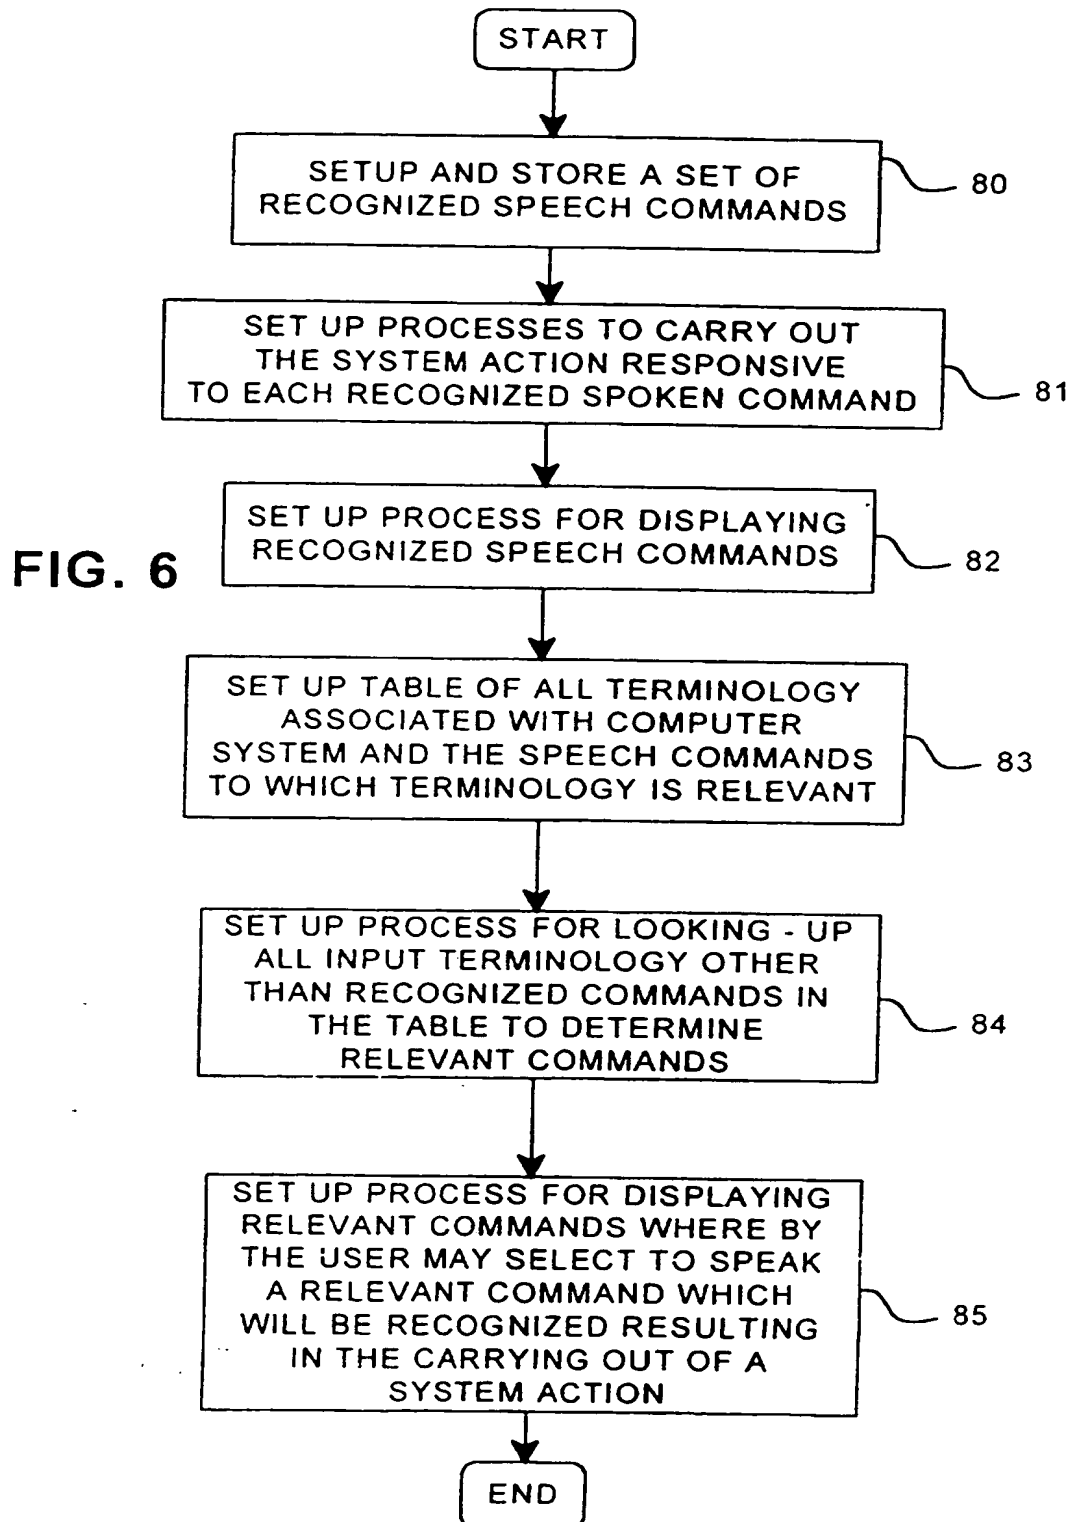 START
SETUP AND STORE A SET OF
RECOGNIZED SPEECH COMMANDS
80
SET UP PROCESSES TO CARRY OUT
THE SYSTEM ACTION RESPONSIVE
TO EACH RECOGNIZED SPOKEN COMMAND
81
SET UP PROCESS FOR DISPLAYING
RECOGNIZED SPEECH COMMANDS
82
FIG. 6
SET UP TABLE OF ALL TERMINOLOGY
ASSOCIATED WITH COMPUTER
SYSTEM AND THE SPEECH COMMANDS
TO WHICH TERMINOLOGY IS RELEVANT
83
SET UP PROCESS FOR LOOKING - UP
ALL INPUT TERMINOLOGY OTHER
THAN RECOGNIZED COMMANDS IN
THE TABLE TO DETERMINE
RELEVANT COMMANDS
84
SET UP PROCESS FOR DISPLAYING
RELEVANT COMMANDS WHERE BY
THE USER MAY SELECT TO SPEAK
A RELEVANT COMMAND WHICH
WILL BE RECOGNIZED RESULTING
IN THE CARRYING OUT OF A
SYSTEM ACTION
85
END